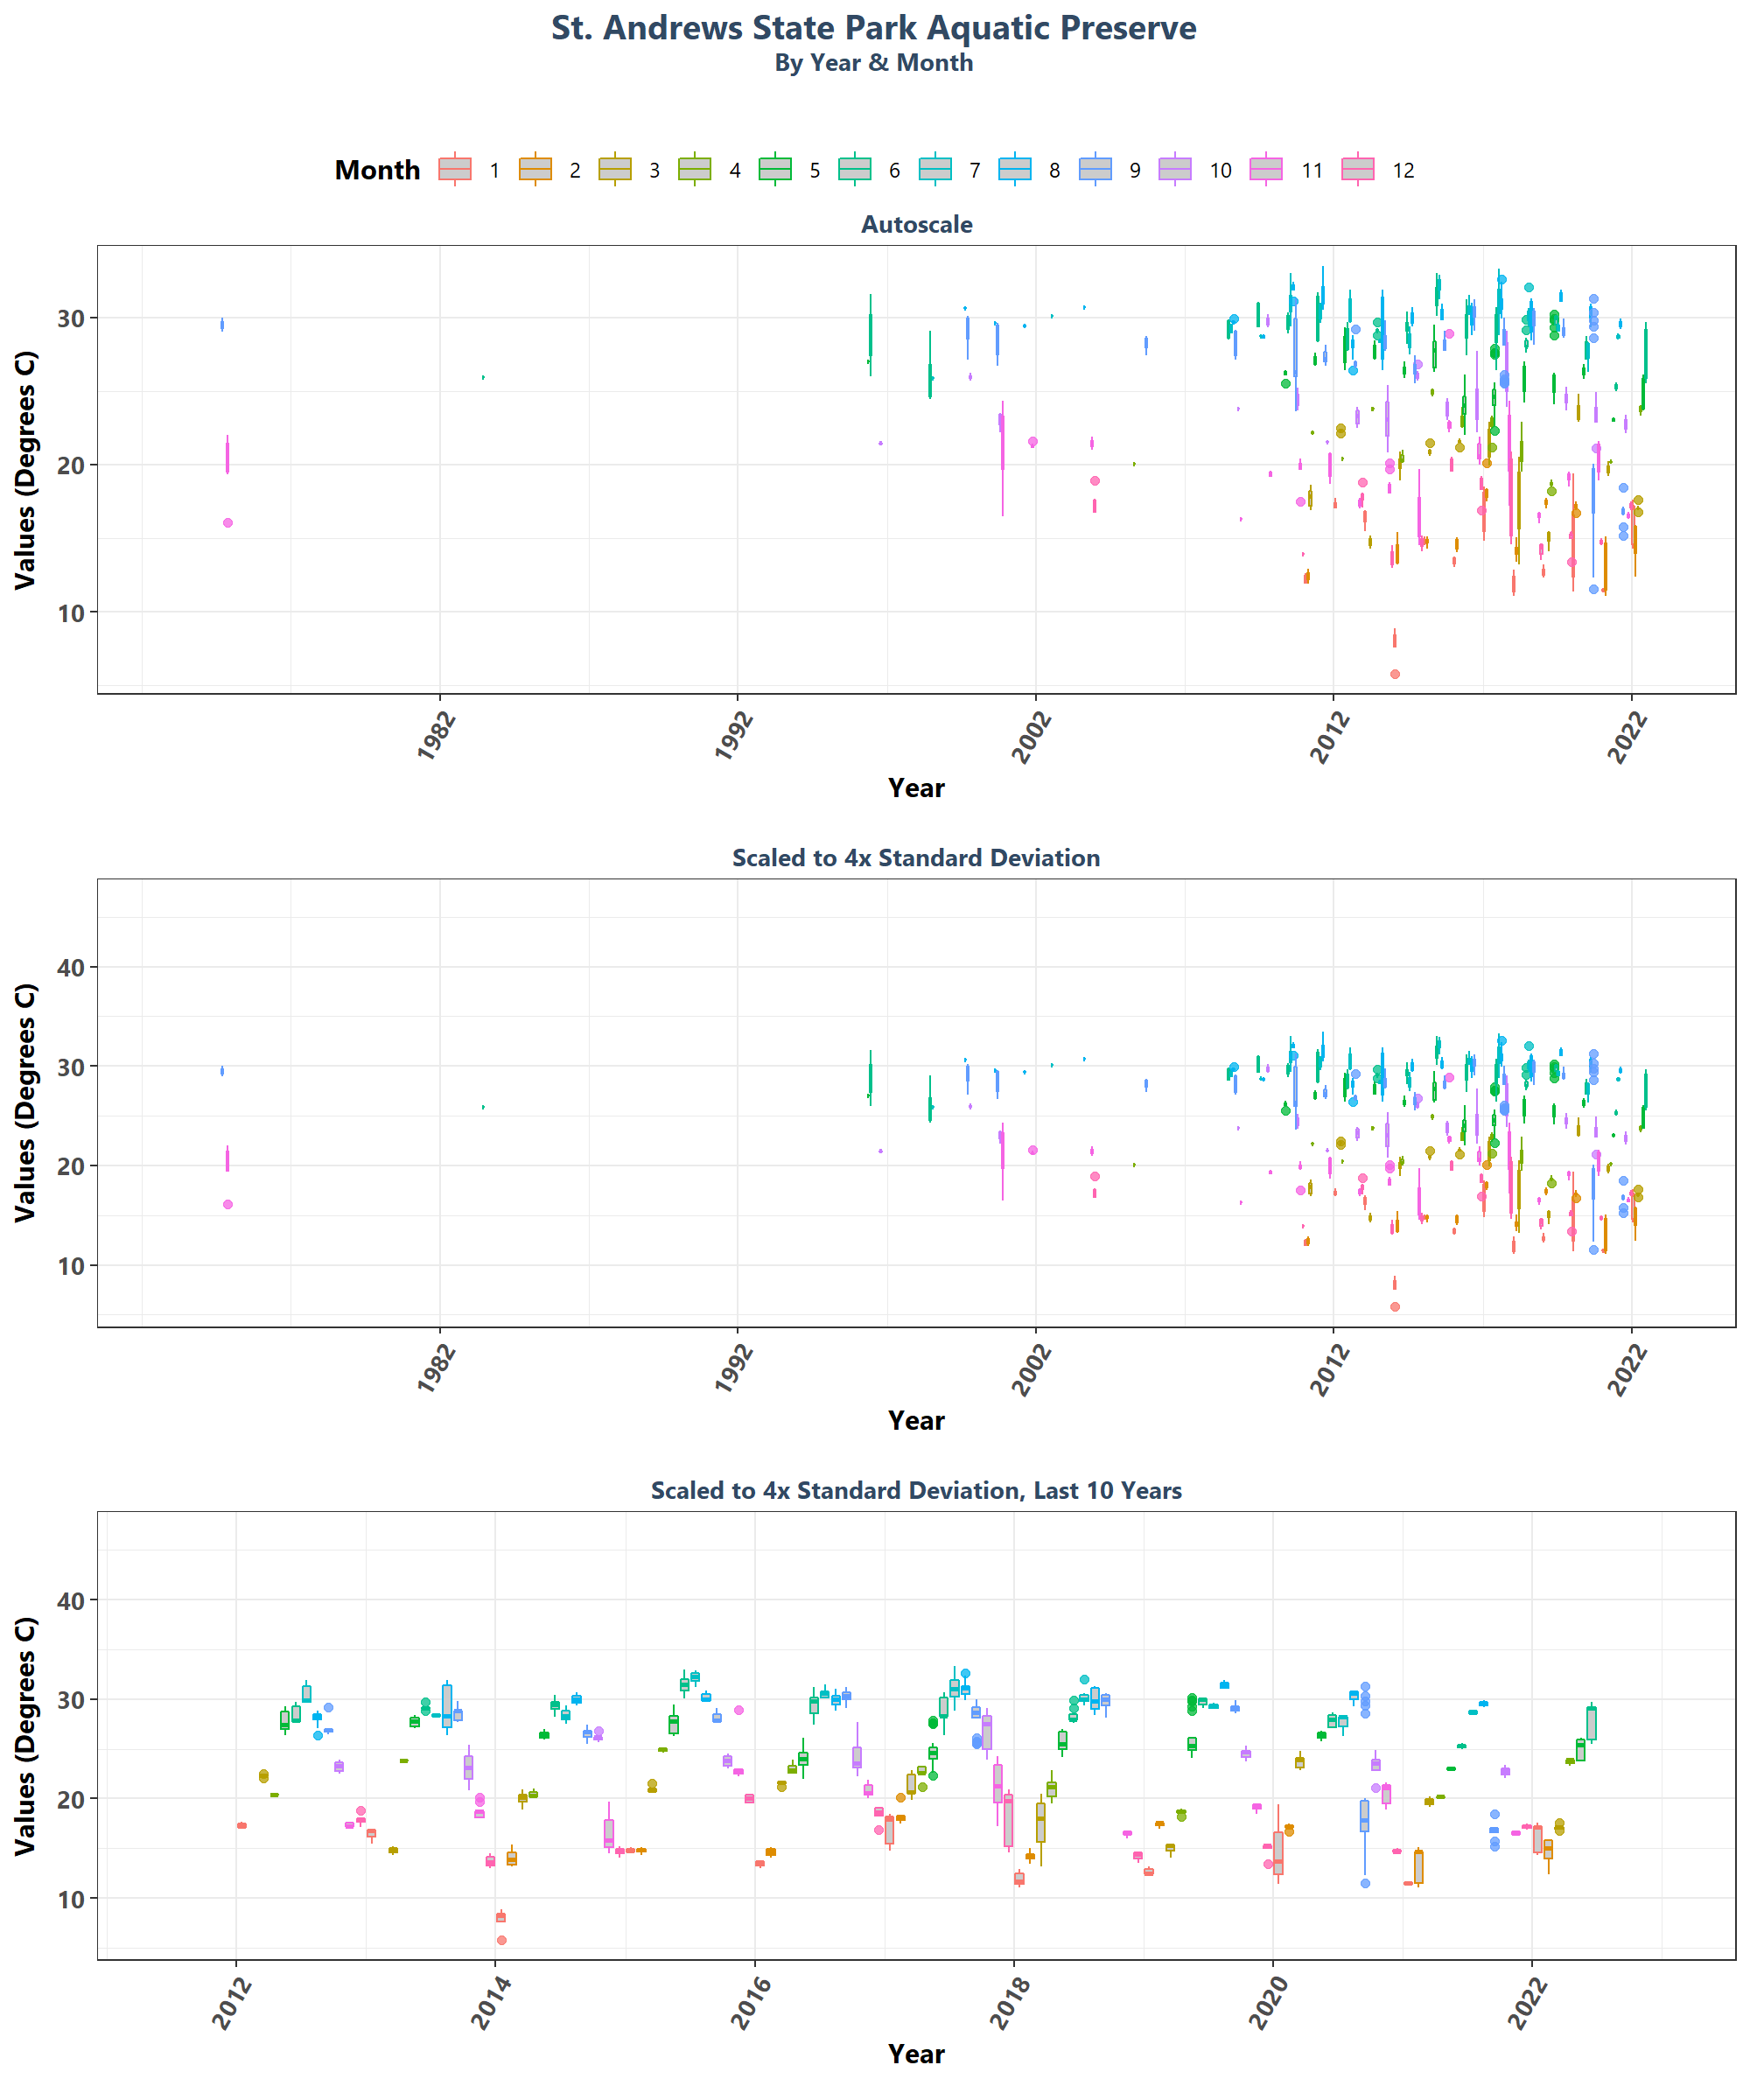 St. Andrews State Park Aquatic Preserve
By Year & Month
Month 1 2 3 4 5 6 7 8 9 10 11 12
Autoscale
Values (Degrees C)
30
20
10
1982 1992 2002 2012 2022
Year
Scaled to 4x Standard Deviation
Values (Degrees C)
40
30
20
10
1982 1992 2002 2012 2022
Year
Scaled to 4x Standard Deviation, Last 10 Years
Values (Degrees C)
40
30
20
10
2012 2014 2016 2018 2020 2022
Year